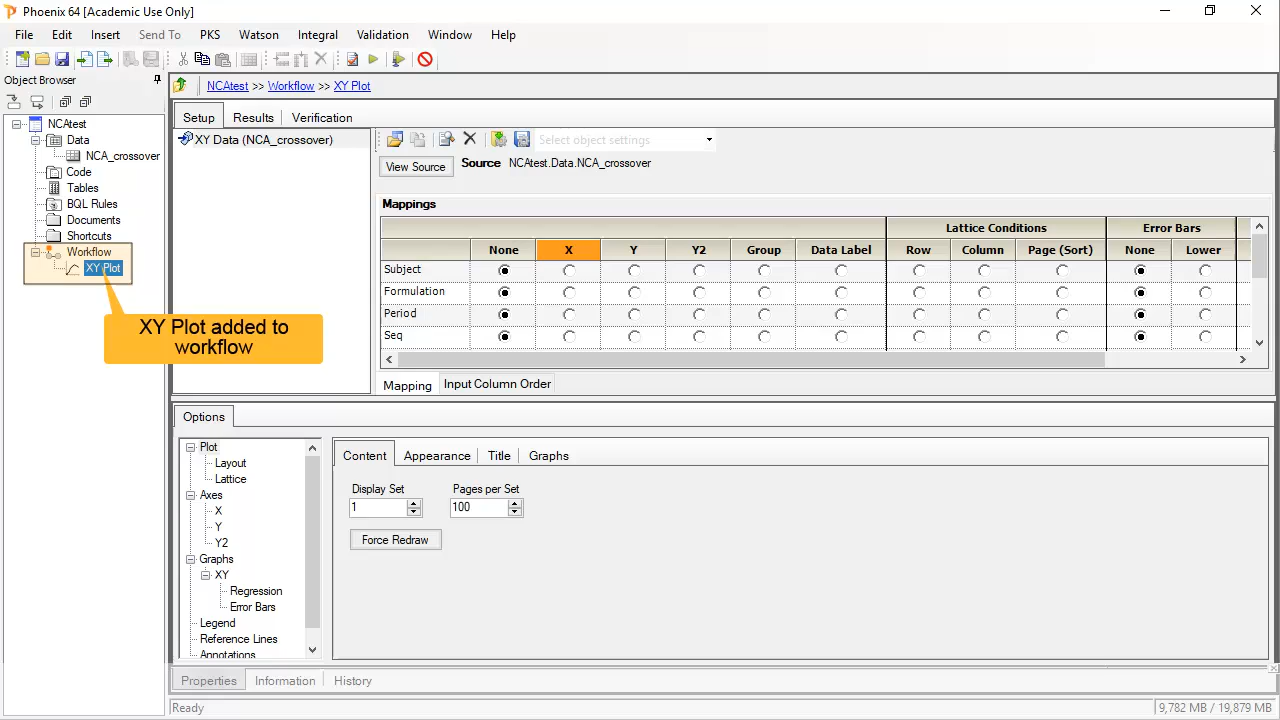 Phoenix 64 [Academic Use Only]
File Edit Insert Send To PKS Watson Integral Validation Window Help
Object Browser
NCAtest
Data
NCA_crossover
Code
Tables
BQL Rules
Documents
Shortcuts
Workflow
XY Plot
XY Plot added to
workflow
NCAtest >> Workflow >> XY Plot
Setup Results Verification
XY Data (NCA_crossover)
Select object settings
View Source Source NCAtest.Data.NCA_crossover
Mappings
Lattice Conditions Error Bars
None X Y Y2 Group Data Label Row Column Page (Sort) None Lower
Subject
Formulation
Period
Seq
Mapping Input Column Order
Options
Plot
Layout
Lattice
Axes
X
Y
Y2
Graphs
XY
Regression
Error Bars
Legend
Reference Lines
Annotations
Content Appearance Title Graphs
Display Set Pages per Set
1 100
Force Redraw
Properties Information History
Ready 9,782 MB / 19,879 MB